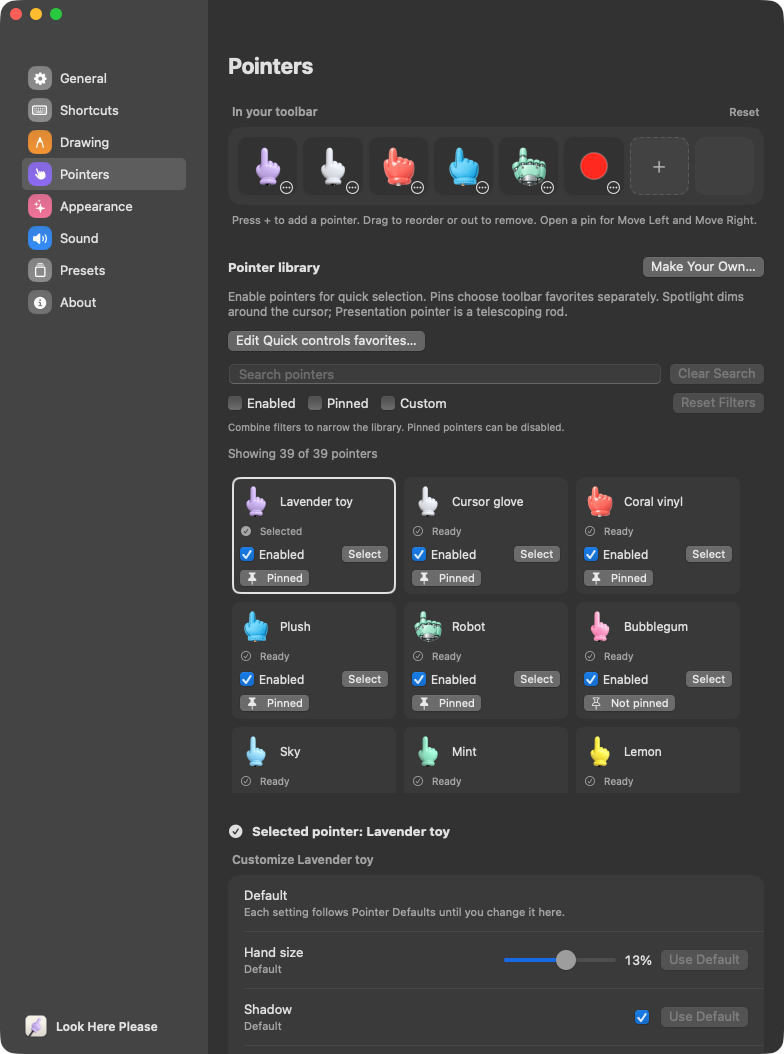 General
Shortcuts
Drawing
Pointers
Appearance
Sound
Presets
About
Look Here Please
Pointers
In your toolbar
Reset
Press + to add a pointer. Drag to reorder or out to remove. Open a pin for Move Left and Move Right.
Pointer library
Make Your Own...
Enable pointers for quick selection. Pins choose toolbar favorites separately. Spotlight dims
around the cursor; Presentation pointer is a telescoping rod.
Edit Quick controls favorites...
Search pointers
Clear Search
Enabled Pinned Custom
Reset Filters
Combine filters to narrow the library. Pinned pointers can be disabled.
Showing 39 of 39 pointers
Lavender toy
Selected
Enabled Select
Pinned
Cursor glove
Ready
Enabled Select
Pinned
Coral vinyl
Ready
Enabled Select
Pinned
Plush
Ready
Enabled Select
Pinned
Robot
Ready
Enabled Select
Pinned
Bubblegum
Ready
Enabled Select
Not pinned
Sky
Ready
Mint
Ready
Lemon
Ready
Selected pointer: Lavender toy
Customize Lavender toy
Default
Each setting follows Pointer Defaults until you change it here.
Hand size
Default
13% Use Default
Shadow
Default
Use Default